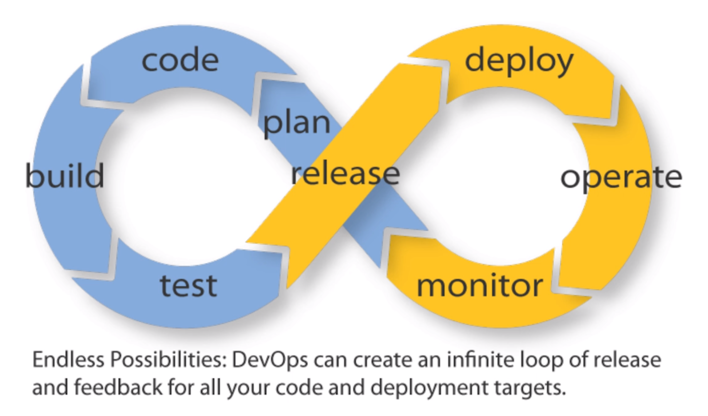 code
deploy
plan
release
build
operate
test
monitor
Endless Possibilities: DevOps can create an infinite loop of release
and feedback for all your code and deployment targets.